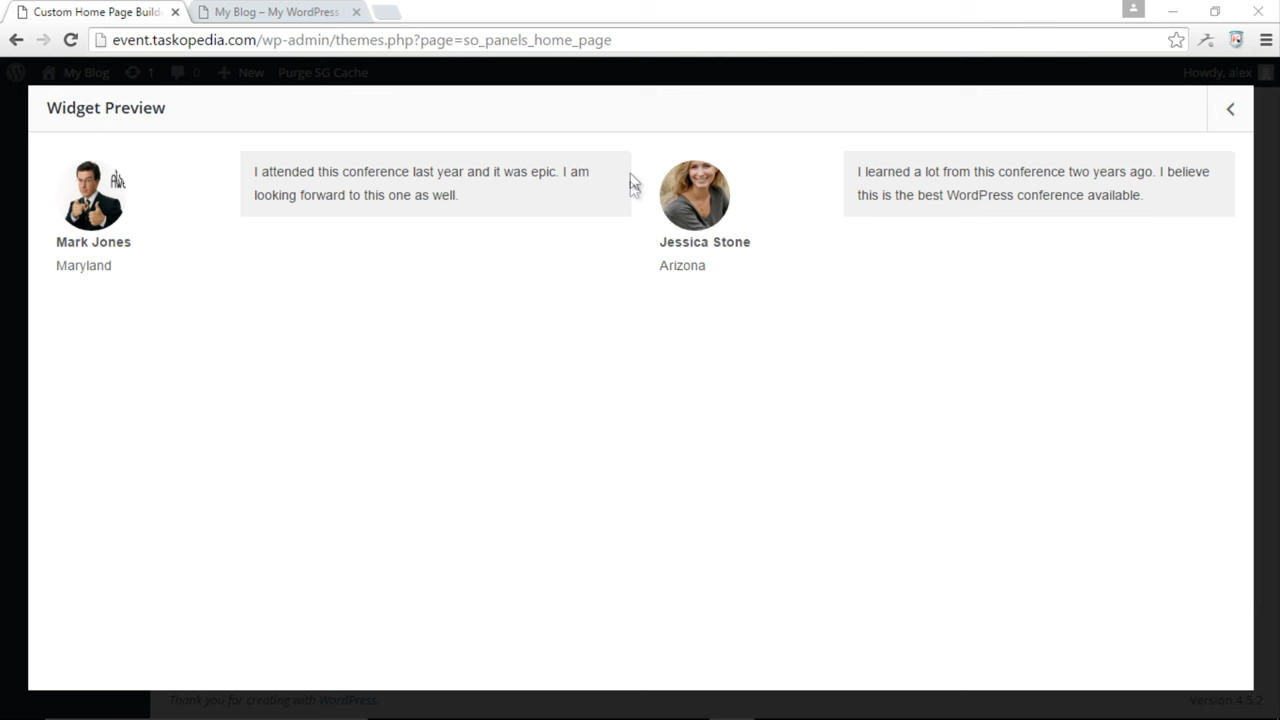 Custom Home Page Build
My Blog – My WordPress
event.taskopedia.com/wp-admin/themes.php?page=so_panels_home_page
My Blog 1 0 New Purge SG Cache Howdy, alex
Widget Preview
I attended this conference last year and it was epic. I am
looking forward to this one as well.
Mark Jones
Maryland
I learned a lot from this conference two years ago. I believe
this is the best WordPress conference available.
Jessica Stone
Arizona
Thank you for creating with WordPress.
Version 4.5.2